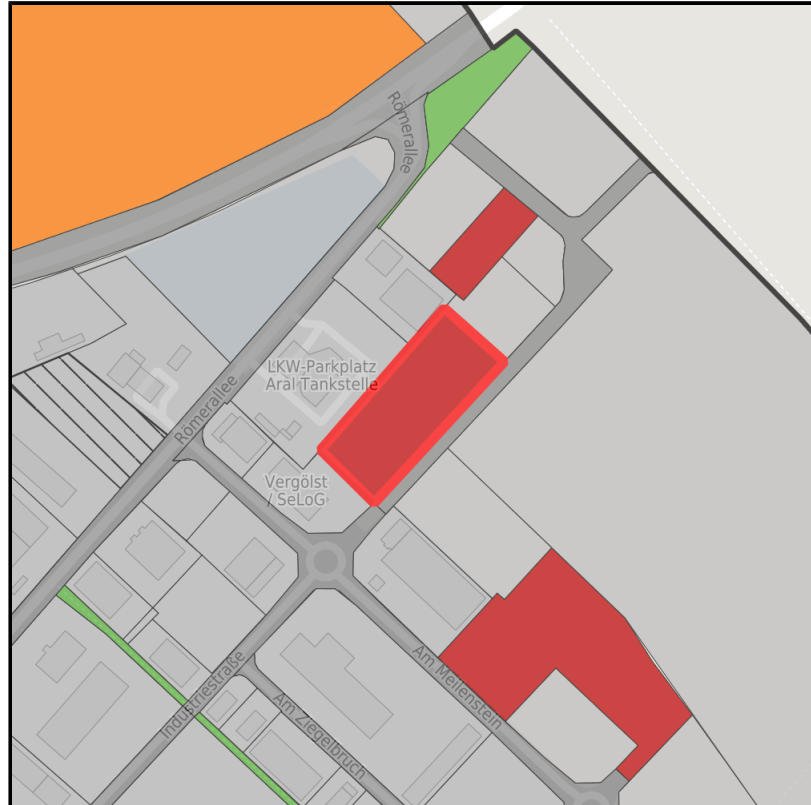 Römerallee
LKW-Parkplatz
Aral Tankstelle
Römerallee
Vergölst
/ SeLoG
Am Meilenstein
Industriestraße
Am Ziegelbruch